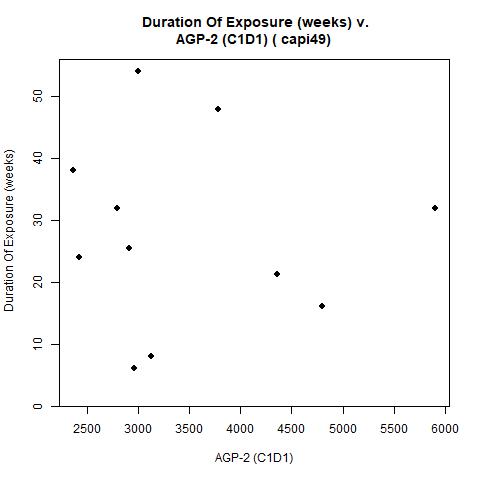 Duration Of Exposure (weeks) v.
AGP-2 (C1D1) ( capi49)
Duration Of Exposure (weeks)
50
40
30
20
10
0
2500 3000 3500 4000 4500 5000 5500 6000
AGP-2 (C1D1)